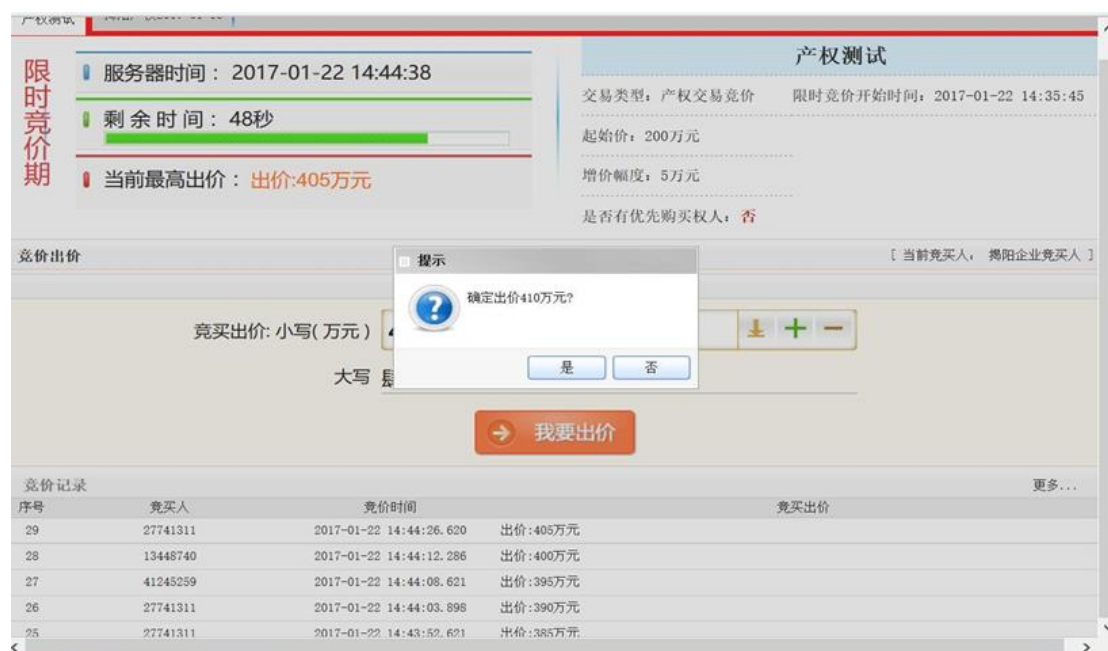 产权测试
限时竞价期
服务器时间： 2017-01-22 14:44:38
剩余时间： 48秒
当前最高出价： 出价:405万元
产权测试
交易类型：产权交易竞价 限时竞价开始时间：2017-01-22 14:35:45
起始价：200万元
增价幅度：5万元
是否有优先购买权人：否
竞价出价 [ 当前竞买人： 揭阳企业竞买人 ]
提示
确定出价410万元?
是 否
竞买出价: 小写( 万元 )
大写
我要出价
竞价记录 更多...
序号 竞买人 竞价时间 竞买出价
29 27741311 2017-01-22 14:44:26.620 出价:405万元
28 13448740 2017-01-22 14:44:12.286 出价:400万元
27 41245259 2017-01-22 14:44:08.621 出价:395万元
26 27741311 2017-01-22 14:44:03.898 出价:390万元
25 27741311 2017-01-22 14:43:52.621 出价:385万元